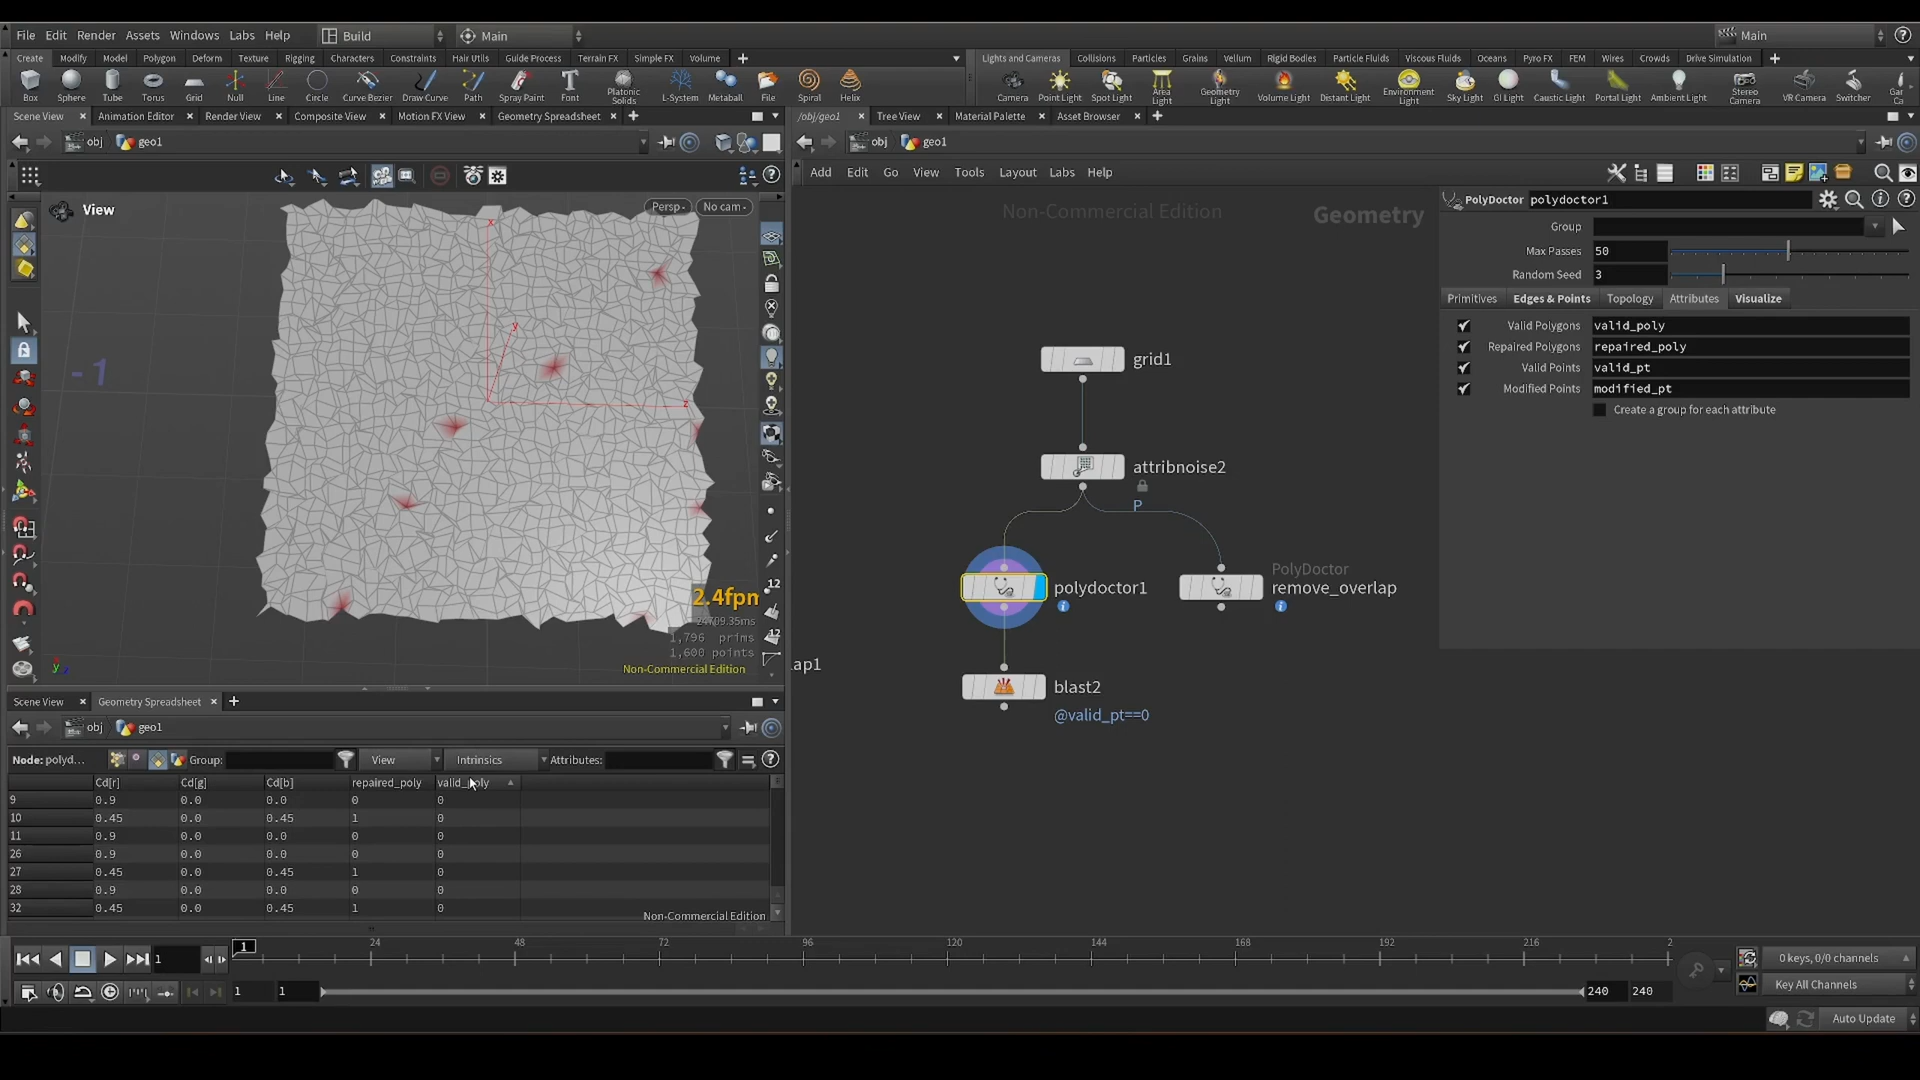 File Edit Render Assets Windows Labs Help Build Main Main
Create Modify Model Polygon Deform Texture Rigging Characters Constraints Hair Utils Guide Process Terrain FX Simple FX Volume
Lights and Cameras Collisions Particles Grains Vellum Rigid Bodies Particle Fluids Viscous Fluids Oceans Pyro FX FEM Wires Crowds Drive Simulation
Box Sphere Tube Torus Grid Null Line Circle Curve Bezier Draw Curve Path Spray Paint Font Platonic Solids L-System Metaball File Spiral Helix
Camera Point Light Spot Light Area Light Geometry Light Volume Light Distant Light Environment Light Sky Light GI Light Caustic Light Portal Light Ambient Light Stereo Camera VR Camera Switcher Gar Ca
Scene View Animation Editor Render View Composite View Motion FX View Geometry Spreadsheet
/obj/geo1 Tree View Material Palette Asset Browser
obj geo1
obj geo1
Add Edit Go View Tools Layout Labs Help
View Persp No cam
-1
2.4fpm
24709.35ms
1,796 prims
1,600 points
Non-Commercial Edition
12
12
Non-Commercial Edition Geometry
grid1
attribnoise2
P
polydoctor1
PolyDoctor
remove_overlap
lap1
blast2
@valid_pt==0
PolyDoctor polydoctor1
Group
Max Passes 50
Random Seed 3
Primitives Edges & Points Topology Attributes Visualize
Valid Polygons valid_poly
Repaired Polygons repaired_poly
Valid Points valid_pt
Modified Points modified_pt
Create a group for each attribute
Scene View Geometry Spreadsheet
obj geo1
Node: polyd... Group: View Intrinsics Attributes:
Cd[r] Cd[g] Cd[b] repaired_poly valid_poly
9 0.9 0.0 0.0 0 0
10 0.45 0.0 0.45 1 0
11 0.9 0.0 0.0 0 0
26 0.9 0.0 0.0 0 0
27 0.45 0.0 0.45 1 0
28 0.9 0.0 0.0 0 0
32 0.45 0.0 0.45 1 0
Non-Commercial Edition
1 1 24 48 72 96 120 144 168 192 216 2
0 keys, 0/0 channels
1 1 240 240
Key All Channels
Auto Update